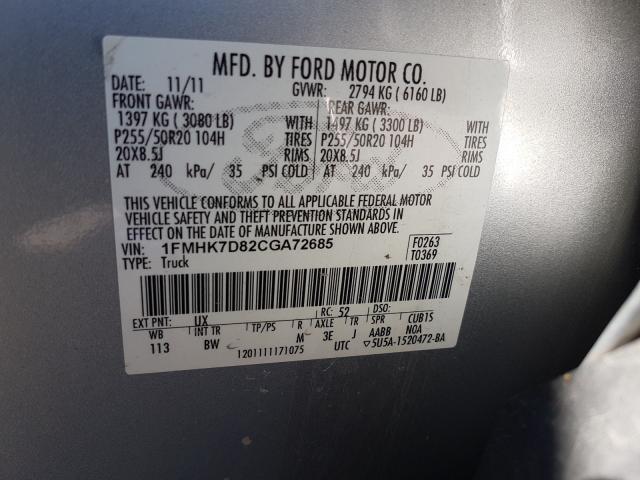 MFD. BY FORD MOTOR CO.
DATE: 11/11 GVWR: 2794 KG ( 6160 LB)
FRONT GAWR: REAR GAWR:
1397 KG ( 3080 LB) WITH 1497 KG ( 3300 LB) WITH
P255/50R20 104H TIRES P255/50R20 104H TIRES
20X8.5J RIMS 20X8.5J RIMS
AT 240 kPa/ 35 PSI COLD AT 240 kPa/ 35 PSI COLD
THIS VEHICLE CONFORMS TO ALL APPLICABLE FEDERAL MOTOR
VEHICLE SAFETY AND THEFT PREVENTION STANDARDS IN
EFFECT ON THE DATE OF MANUFACTURE SHOWN ABOVE.
VIN: 1FMHK7D82CGA72685 F0263
TYPE: Truck T0369
EXT PNT: UX RC: 52 DSO:
WB INT TR TP/PS R AXLE TR SPR CUB15
113 BW M 3E J AABB NOA
1201111171075 UTC ▽5U5A-1520472-BA